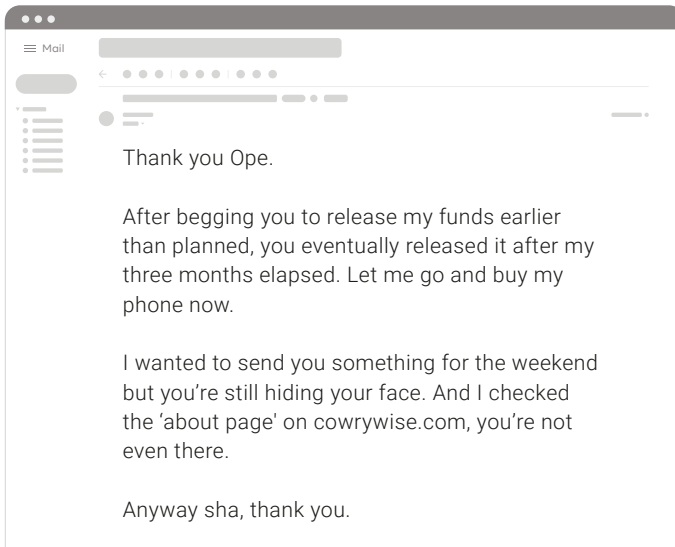 Mail
Thank you Ope.
After begging you to release my funds earlier
than planned, you eventually released it after my
three months elapsed. Let me go and buy my
phone now.
I wanted to send you something for the weekend
but you’re still hiding your face. And I checked
the ‘about page' on cowrywise.com, you’re not
even there.
Anyway sha, thank you.